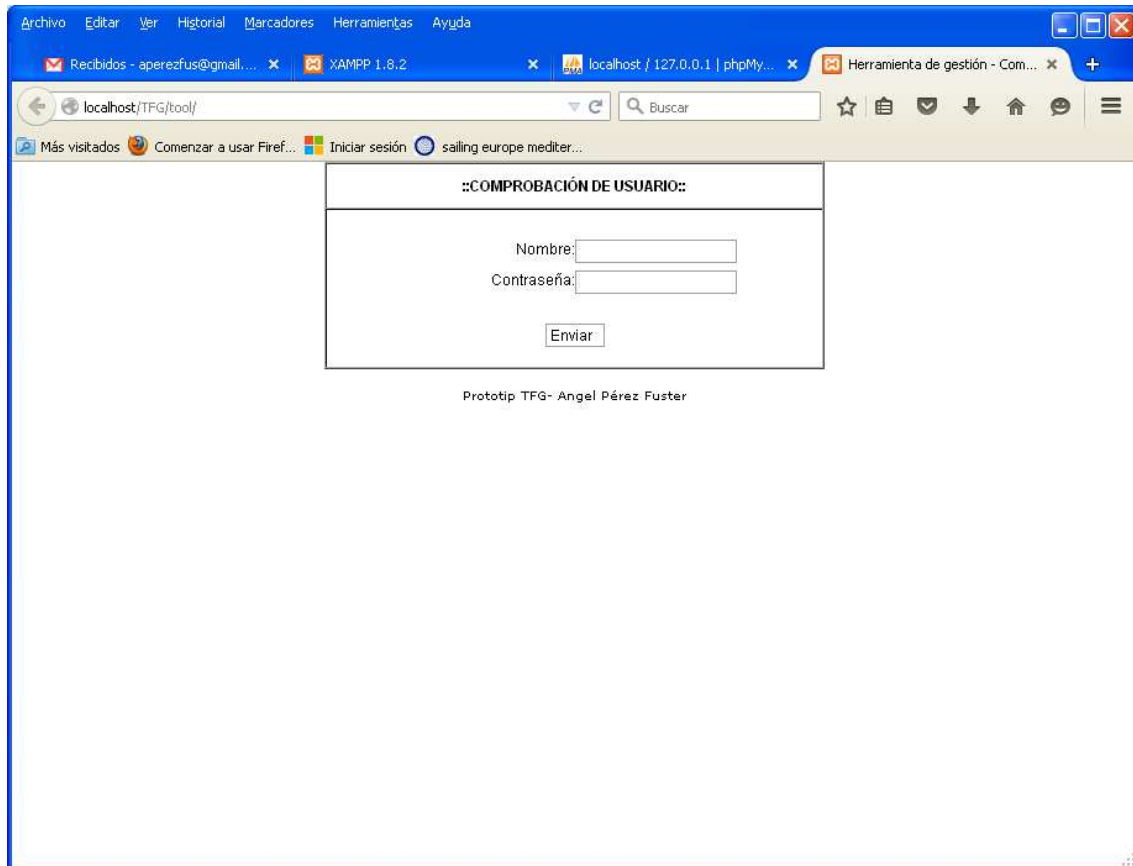 Archivo Editar Ver Historial Marcadores Herramientas Ayuda
Recibidos - aperezfus@gmail.... XAMPP 1.8.2 localhost / 127.0.0.1 | phpMy... Herramienta de gestión - Com...
localhost/TFG/tool/ Buscar
Más visitados Comenzar a usar Firef... Iniciar sesión sailing europe mediter...
::COMPROBACIÓN DE USUARIO::
Nombre:
Contraseña:
Enviar
Prototip TFG- Angel Pérez Fuster